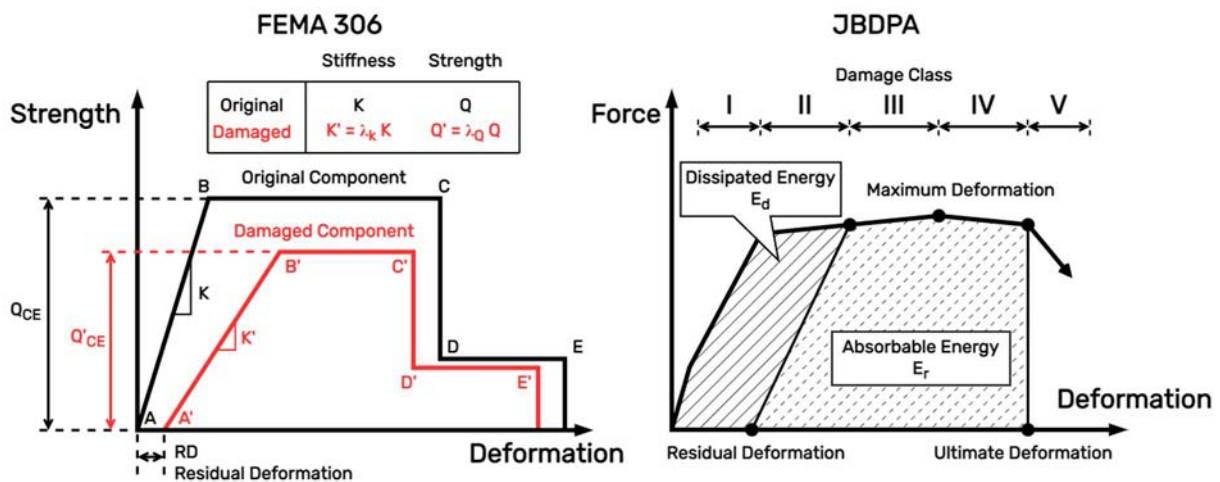 FEMA 306
Stiffness Strength
Original K Q
Damaged K' = λk K Q' = λQ Q
Strength
B Original Component C
Damaged Component
B' C'
K
QCE
Q'CE
K'
D E
D' E'
A A'
Deformation
RD
Residual Deformation
JBDPA
Damage Class
I II III IV V
Force
Dissipated Energy
Ed
Maximum Deformation
Absorbable Energy
Er
Deformation
Residual Deformation Ultimate Deformation